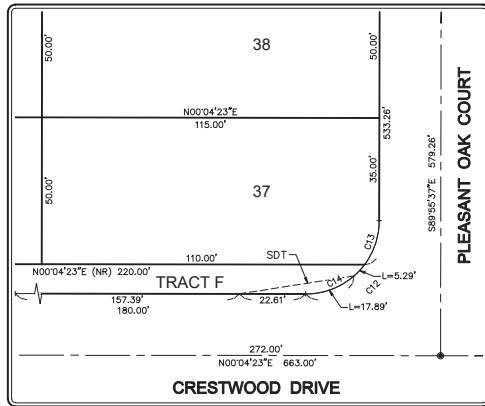 38
50.00'
50.00'
N00°04'23"E
115.00'
533.26'
37
50.00'
35.00'
S89°55'37"E 579.26'
PLEASANT OAK COURT
C13
110.00'
SDT
N00°04'23"E (NR) 220.00'
TRACT F
L=5.29'
C14
C12
157.39'
22.61'
L=17.89'
180.00'
272.00'
N00°04'23"E 663.00'
CRESTWOOD DRIVE